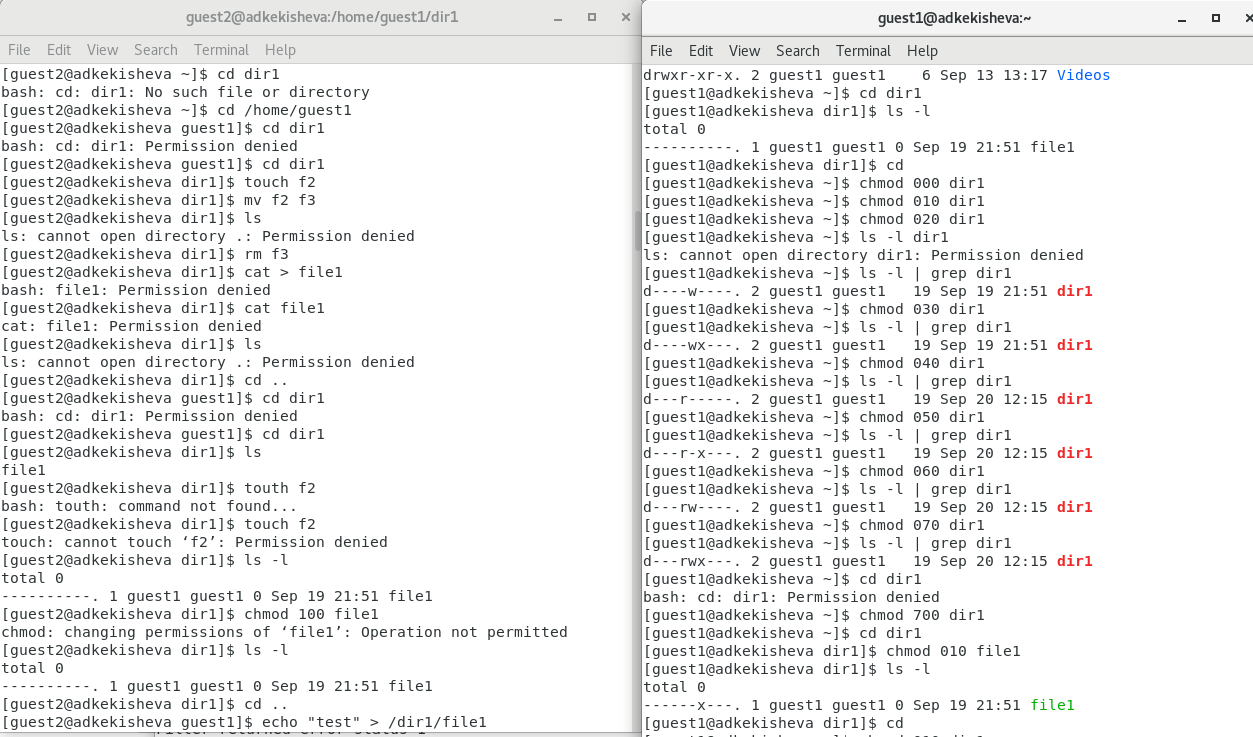 guest2@adkekisheva:/home/guest1/dir1
File Edit View Search Terminal Help
[guest2@adkekisheva ~]$ cd dir1
bash: cd: dir1: No such file or directory
[guest2@adkekisheva ~]$ cd /home/guest1
[guest2@adkekisheva guest1]$ cd dir1
bash: cd: dir1: Permission denied
[guest2@adkekisheva guest1]$ cd dir1
[guest2@adkekisheva dir1]$ touch f2
[guest2@adkekisheva dir1]$ mv f2 f3
[guest2@adkekisheva dir1]$ ls
ls: cannot open directory .: Permission denied
[guest2@adkekisheva dir1]$ rm f3
[guest2@adkekisheva dir1]$ cat > file1
bash: file1: Permission denied
[guest2@adkekisheva dir1]$ cat file1
cat: file1: Permission denied
[guest2@adkekisheva dir1]$ ls
ls: cannot open directory .: Permission denied
[guest2@adkekisheva dir1]$ cd ..
[guest2@adkekisheva guest1]$ cd dir1
bash: cd: dir1: Permission denied
[guest2@adkekisheva guest1]$ cd dir1
[guest2@adkekisheva dir1]$ ls
file1
[guest2@adkekisheva dir1]$ touth f2
bash: touth: command not found...
[guest2@adkekisheva dir1]$ touch f2
touch: cannot touch ‘f2’: Permission denied
[guest2@adkekisheva dir1]$ ls -l
total 0
----------. 1 guest1 guest1 0 Sep 19 21:51 file1
[guest2@adkekisheva dir1]$ chmod 100 file1
chmod: changing permissions of ‘file1’: Operation not permitted
[guest2@adkekisheva dir1]$ ls -l
total 0
----------. 1 guest1 guest1 0 Sep 19 21:51 file1
[guest2@adkekisheva dir1]$ cd ..
[guest2@adkekisheva guest1]$ echo "test" > /dir1/file1
guest1@adkekisheva:~
File Edit View Search Terminal Help
drwxr-xr-x. 2 guest1 guest1    6 Sep 13 13:17 Videos
[guest1@adkekisheva ~]$ cd dir1
[guest1@adkekisheva dir1]$ ls -l
total 0
----------. 1 guest1 guest1 0 Sep 19 21:51 file1
[guest1@adkekisheva dir1]$ cd
[guest1@adkekisheva ~]$ chmod 000 dir1
[guest1@adkekisheva ~]$ chmod 010 dir1
[guest1@adkekisheva ~]$ chmod 020 dir1
[guest1@adkekisheva ~]$ ls -l dir1
ls: cannot open directory dir1: Permission denied
[guest1@adkekisheva ~]$ ls -l | grep dir1
d----w----. 2 guest1 guest1   19 Sep 19 21:51 dir1
[guest1@adkekisheva ~]$ chmod 030 dir1
[guest1@adkekisheva ~]$ ls -l | grep dir1
d----wx---. 2 guest1 guest1   19 Sep 19 21:51 dir1
[guest1@adkekisheva ~]$ chmod 040 dir1
[guest1@adkekisheva ~]$ ls -l | grep dir1
d---r-----. 2 guest1 guest1   19 Sep 20 12:15 dir1
[guest1@adkekisheva ~]$ chmod 050 dir1
[guest1@adkekisheva ~]$ ls -l | grep dir1
d---r-x---. 2 guest1 guest1   19 Sep 20 12:15 dir1
[guest1@adkekisheva ~]$ chmod 060 dir1
[guest1@adkekisheva ~]$ ls -l | grep dir1
d---rw----. 2 guest1 guest1   19 Sep 20 12:15 dir1
[guest1@adkekisheva ~]$ chmod 070 dir1
[guest1@adkekisheva ~]$ ls -l | grep dir1
d---rwx---. 2 guest1 guest1   19 Sep 20 12:15 dir1
[guest1@adkekisheva ~]$ cd dir1
bash: cd: dir1: Permission denied
[guest1@adkekisheva ~]$ chmod 700 dir1
[guest1@adkekisheva ~]$ cd dir1
[guest1@adkekisheva dir1]$ chmod 010 file1
[guest1@adkekisheva dir1]$ ls -l
total 0
------x---. 1 guest1 guest1 0 Sep 19 21:51 file1
[guest1@adkekisheva dir1]$ cd